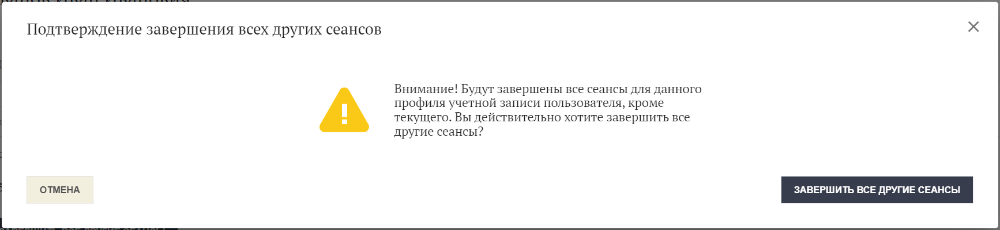 Подтверждение завершения всех других сеансов
Внимание! Будут завершены все сеансы для данного
профиля учетной записи пользователя, кроме
текущего. Вы действительно хотите завершить все
другие сеансы?
ОТМЕНА
ЗАВЕРШИТЬ ВСЕ ДРУГИЕ СЕАНСЫ